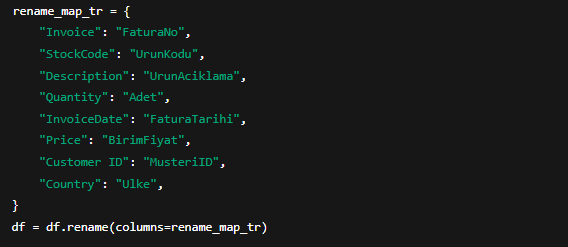 rename_map_tr = {
    "Invoice": "FaturaNo",
    "StockCode": "UrunKodu",
    "Description": "UrunAciklama",
    "Quantity": "Adet",
    "InvoiceDate": "FaturaTarihi",
    "Price": "BirimFiyat",
    "Customer ID": "MusteriID",
    "Country": "Ulke",
}
df = df.rename(columns=rename_map_tr)